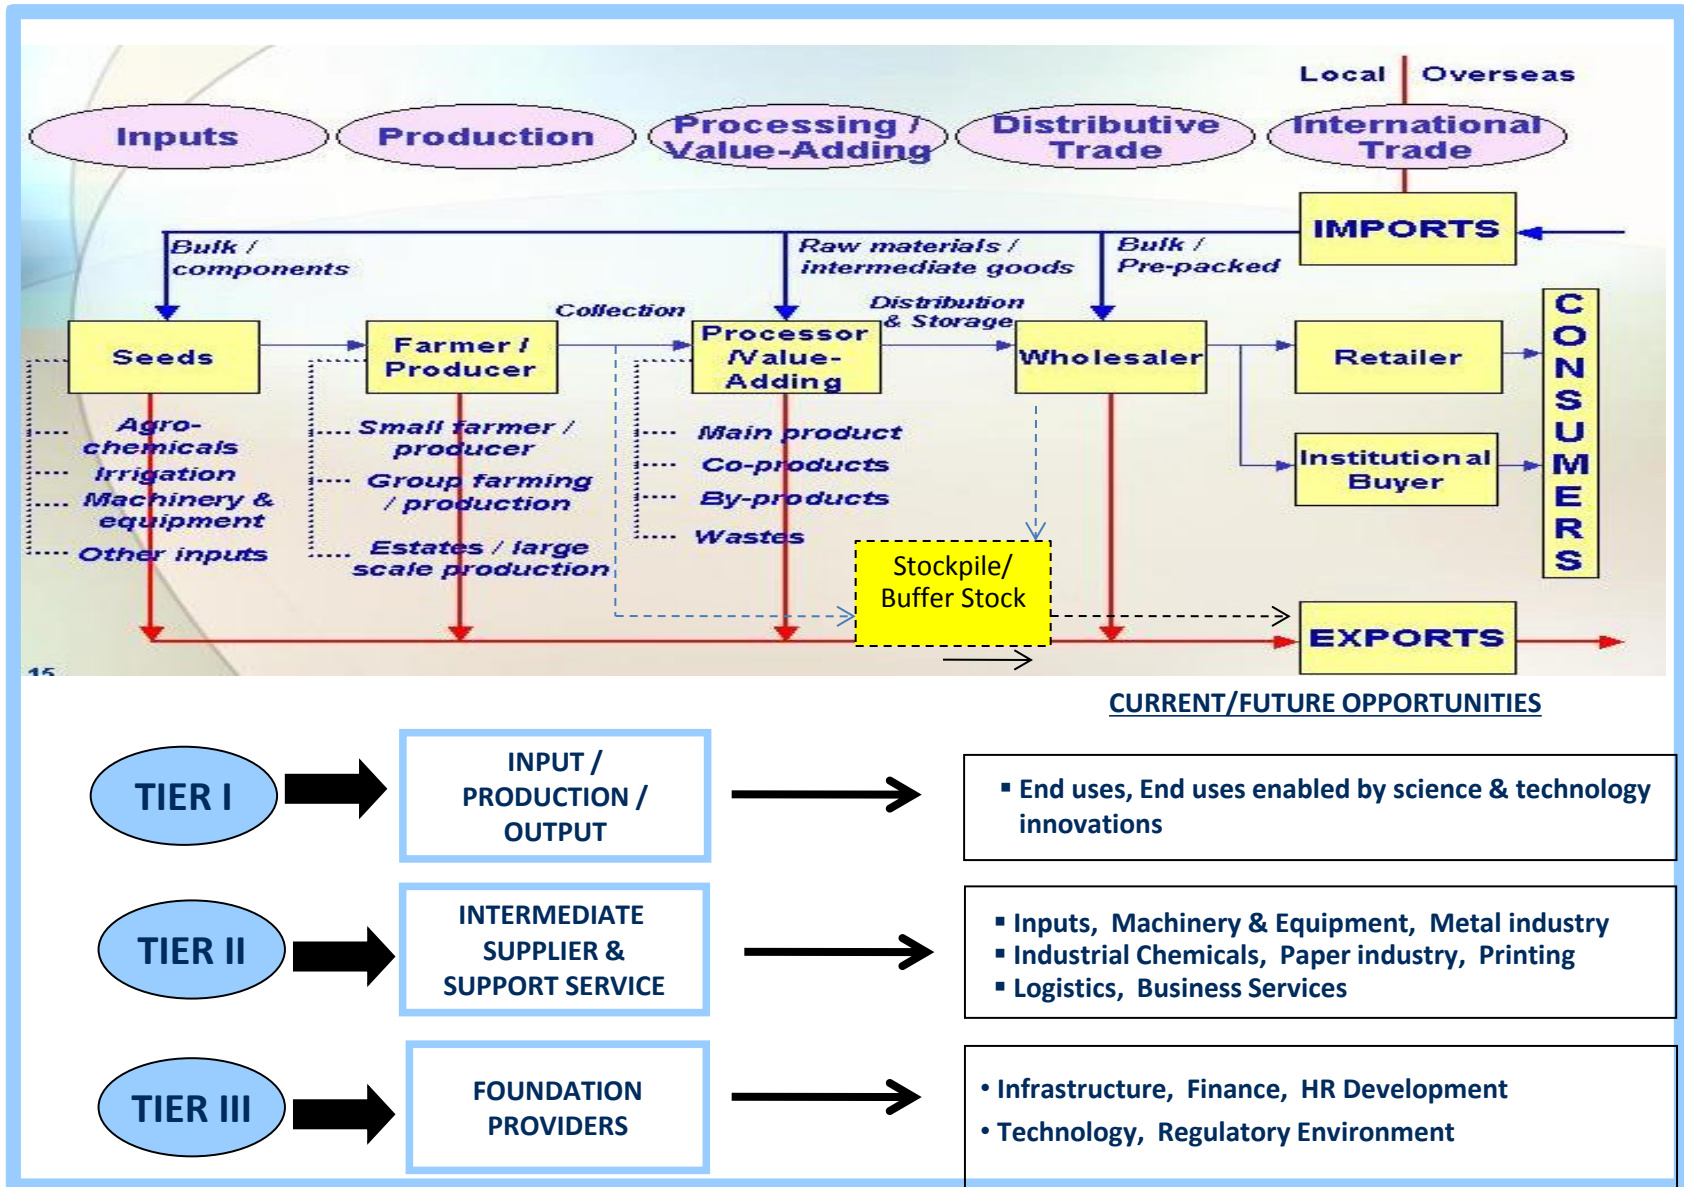 Local Overseas
Inputs
Production
Processing /
Value-Adding
Distributive
Trade
International
Trade
IMPORTS
Bulk /
components
Raw materials /
intermediate goods
Bulk /
Pre-packed
Collection
Distribution
& Storage
Seeds
Farmer /
Producer
Processor
/Value-
Adding
Wholesaler
Retailer
Institutional
Buyer
CONSUMERS
Agro-
chemicals
Irrigation
Machinery &
equipment
Other inputs
Small farmer /
producer
Group farming
/ production
Estates / large
scale production
Main product
Co-products
By-products
Wastes
Stockpile/
Buffer Stock
EXPORTS
15
CURRENT/FUTURE OPPORTUNITIES
TIER I
INPUT /
PRODUCTION /
OUTPUT
▪ End uses, End uses enabled by science & technology
innovations
TIER II
INTERMEDIATE
SUPPLIER &
SUPPORT SERVICE
▪ Inputs, Machinery & Equipment, Metal industry
▪ Industrial Chemicals, Paper industry, Printing
▪ Logistics, Business Services
TIER III
FOUNDATION
PROVIDERS
• Infrastructure, Finance, HR Development
• Technology, Regulatory Environment